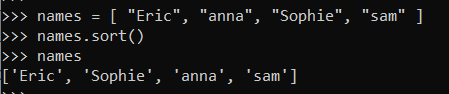 >>> names = [ "Eric", "anna", "Sophie", "sam" ]
>>> names.sort()
>>> names
['Eric', 'Sophie', 'anna', 'sam']
>>>